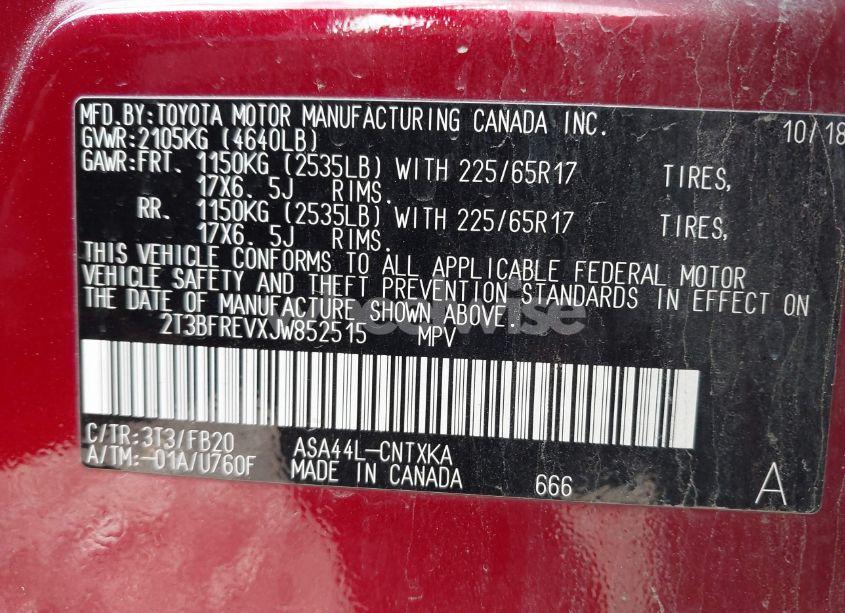 MFD.BY:TOYOTA MOTOR MANUFACTURING CANADA INC. 10/18
GVWR:2105KG (4640LB)
GAWR:FRT. 1150KG (2535LB) WITH 225/65R17 TIRES,
17X6. 5J RIMS.
RR. 1150KG (2535LB) WITH 225/65R17 TIRES,
17X6. 5J RIMS.
THIS VEHICLE CONFORMS TO ALL APPLICABLE FEDERAL MOTOR
VEHICLE SAFETY AND THEFT PREVENTION STANDARDS IN EFFECT ON
THE DATE OF MANUFACTURE SHOWN ABOVE.
2T3BFREVXJW852515 MPV
C/TR:3T3/FB20 ASA44L-CNTXKA
A/TM:-01A/U760F MADE IN CANADA 666 A